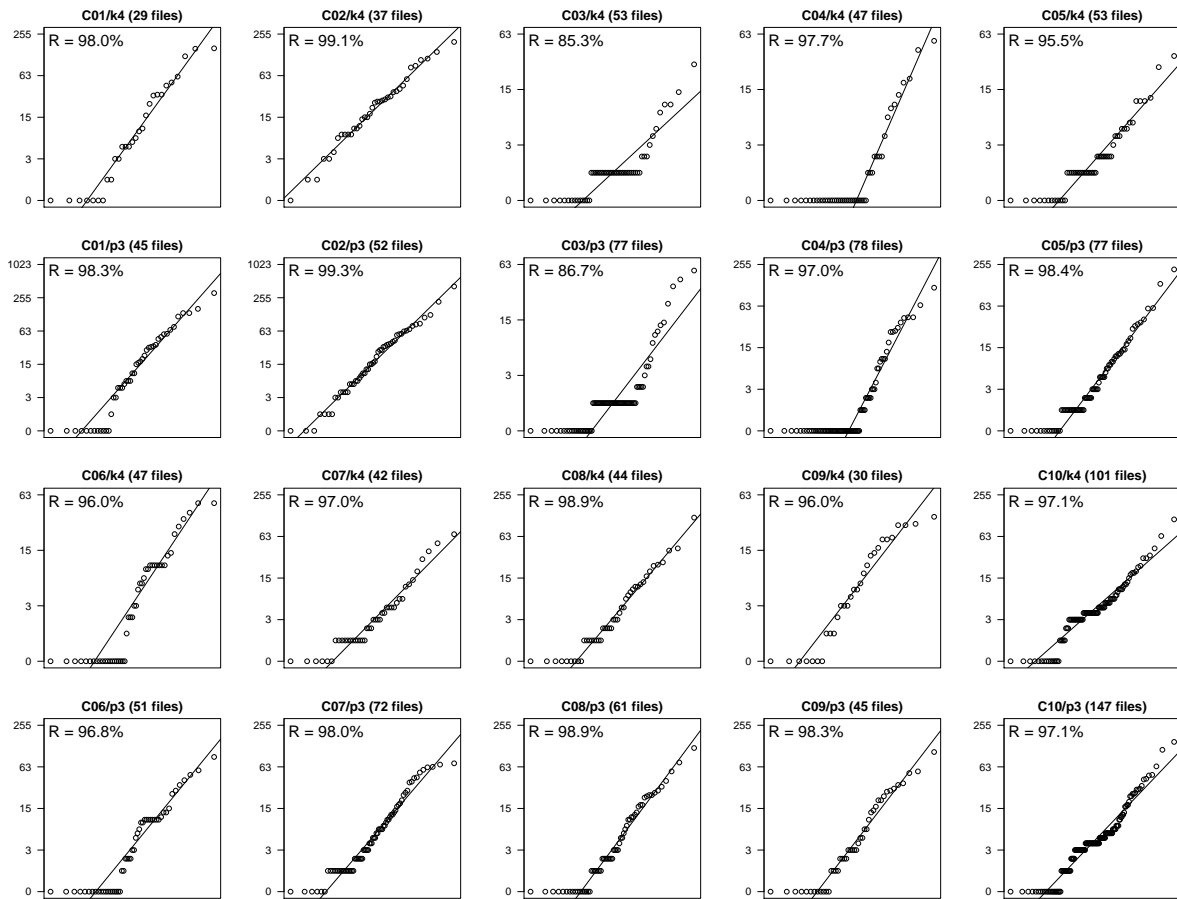 C01/k4 (29 files)
R = 98.0%
255
63
15
3
0
C02/k4 (37 files)
R = 99.1%
255
63
15
3
0
C03/k4 (53 files)
R = 85.3%
63
15
3
0
C04/k4 (47 files)
R = 97.7%
63
15
3
0
C05/k4 (53 files)
R = 95.5%
63
15
3
0
C01/p3 (45 files)
R = 98.3%
1023
255
63
15
3
0
C02/p3 (52 files)
R = 99.3%
1023
255
63
15
3
0
C03/p3 (77 files)
R = 86.7%
63
15
3
0
C04/p3 (78 files)
R = 97.0%
255
63
15
3
0
C05/p3 (77 files)
R = 98.4%
255
63
15
3
0
C06/k4 (47 files)
R = 96.0%
63
15
3
0
C07/k4 (42 files)
R = 97.0%
255
63
15
3
0
C08/k4 (44 files)
R = 98.9%
255
63
15
3
0
C09/k4 (30 files)
R = 96.0%
63
15
3
0
C10/k4 (101 files)
R = 97.1%
255
63
15
3
0
C06/p3 (51 files)
R = 96.8%
255
63
15
3
0
C07/p3 (72 files)
R = 98.0%
255
63
15
3
0
C08/p3 (61 files)
R = 98.9%
255
63
15
3
0
C09/p3 (45 files)
R = 98.3%
255
63
15
3
0
C10/p3 (147 files)
R = 97.1%
255
63
15
3
0